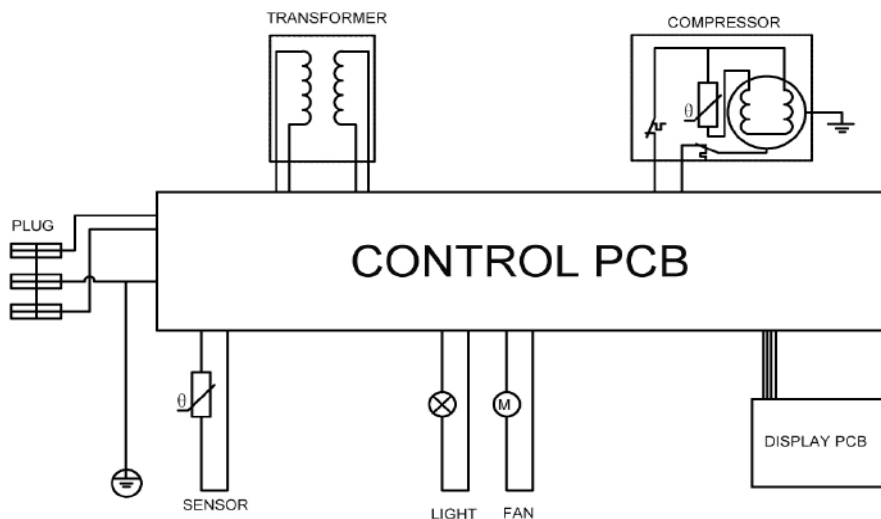 TRANSFORMER
COMPRESSOR
θ
PLUG
CONTROL PCB
θ
M
DISPLAY PCB
SENSOR
LIGHT
FAN